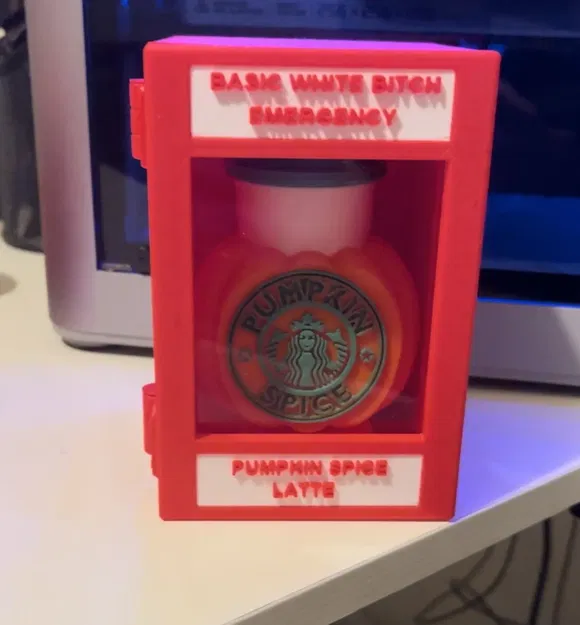 BASIC WHITE BITCH
EMERGENCY
PUMPKIN
SPICE
PUMPKIN SPICE
LATTE